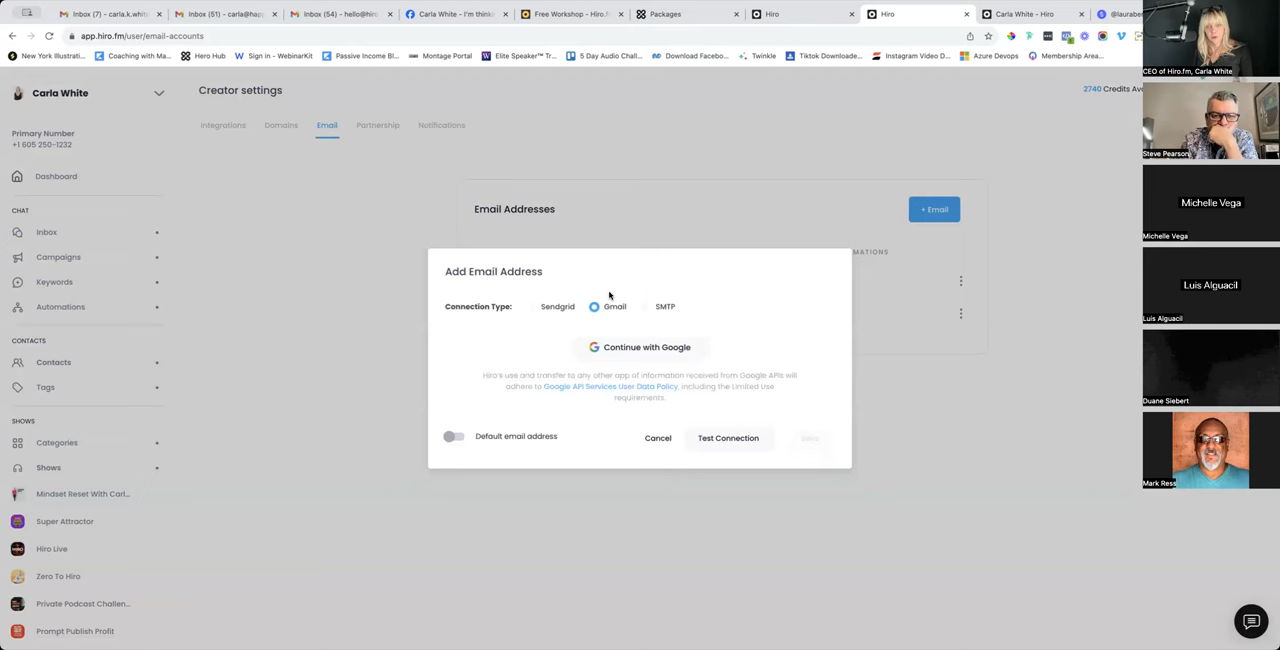 Inbox (7) - carla.k.white
Inbox (51) - carla@happ
Inbox (54) - hello@hiro
Carla White - I'm thinki
Free Workshop - Hiro.fm
Packages
Hiro
Hiro
Carla White - Hiro
@lauraber
app.hiro.fm/user/email-accounts
New York Illustrati...
Coaching with Ma...
Hero Hub
Sign in - WebinarKit
Passive Income Bl...
Montage Portal
Elite Speaker™ Tr...
5 Day Audio Chall...
Download Facebo...
Twinkle
Tiktok Downloade...
Instagram Video D...
Azure Devops
Membership Area...
Carla White
Primary Number
+1 605 250-1232
Dashboard
CHAT
Inbox
Campaigns
Keywords
Automations
CONTACTS
Contacts
Tags
SHOWS
Categories
Shows
Mindset Reset With Carl...
Super Attractor
Hiro Live
Zero To Hiro
Private Podcast Challen...
Prompt Publish Profit
Creator settings
2740 Credits Av
Integrations
Domains
Email
Partnership
Notifications
Email Addresses
+ Email
MATIONS
Add Email Address
Connection Type:
Sendgrid
Gmail
SMTP
Continue with Google
Hiro's use and transfer to any other app of information received from Google APIs will
adhere to Google API Services User Data Policy, including the Limited Use
requirements.
Default email address
Cancel
Test Connection
Save
CEO of Hiro.fm, Carla White
Steve Pearson
Michelle Vega
Michelle Vega
Luis Alguacil
Luis Alguacil
Duane Siebert
Mark Ress